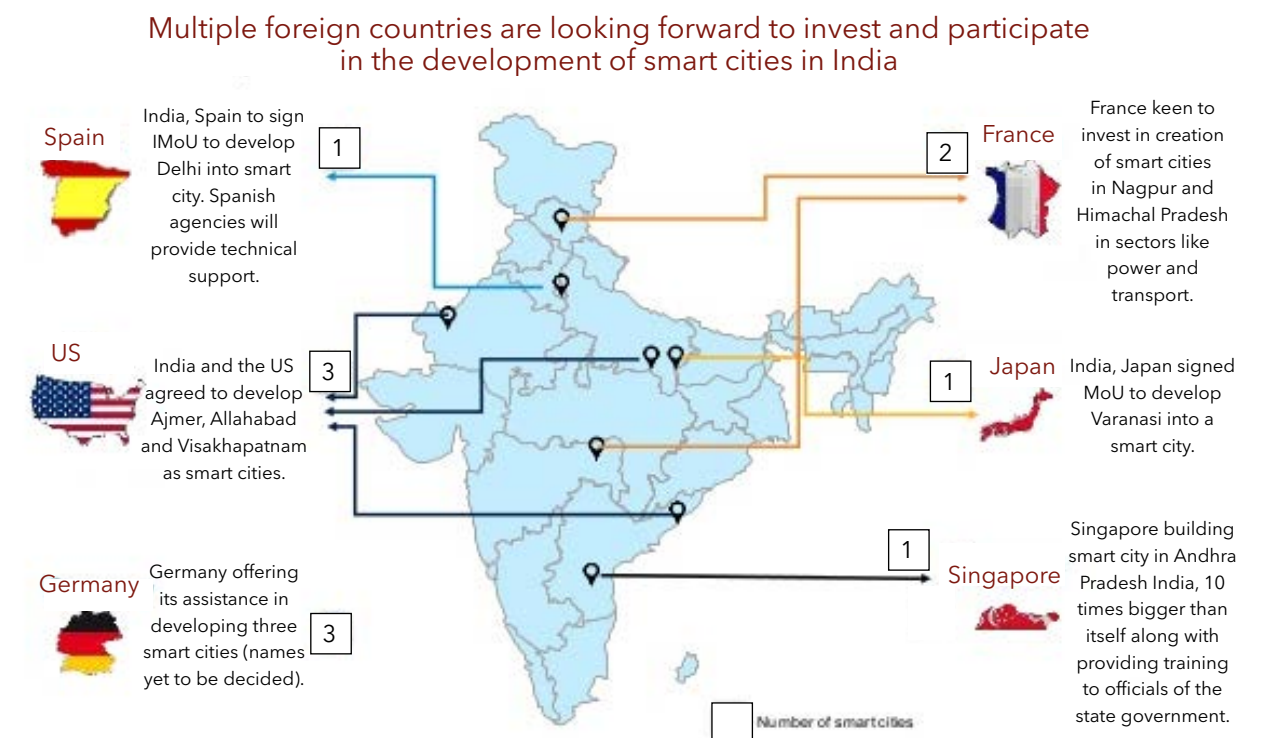 Multiple foreign countries are looking forward to invest and participate
in the development of smart cities in India
Spain
India, Spain to sign
IMoU to develop
Delhi into smart
city. Spanish
agencies will
provide technical
support.
1
2
France
France keen to
invest in creation
of smart cities
in Nagpur and
Himachal Pradesh
in sectors like
power and
transport.
US
India and the US
agreed to develop
Ajmer, Allahabad
and Visakhapatnam
as smart cities.
3
1
Japan
India, Japan signed
MoU to develop
Varanasi into a
smart city.
Germany
Germany offering
its assistance in
developing three
smart cities (names
yet to be decided).
3
1
Singapore
Singapore building
smart city in Andhra
Pradesh India, 10
times bigger than
itself along with
providing training
to officials of the
state government.
Number of smart cities